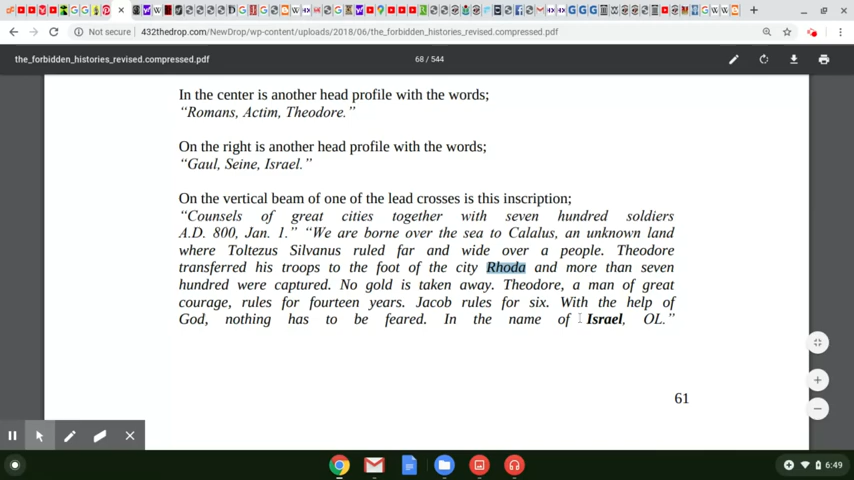 Not secure
432thedrop.com/NewDrop/wp-content/uploads/2018/06/the_forbidden_histories_revised.compressed.pdf
the_forbidden_histories_revised.compressed.pdf
68 / 544
In the center is another head profile with the words;
“Romans, Actim, Theodore.”
On the right is another head profile with the words;
“Gaul, Seine, Israel.”
On the vertical beam of one of the lead crosses is this inscription;
“Counsels of great cities together with seven hundred soldiers
A.D. 800, Jan. 1.” “We are borne over the sea to Calalus, an unknown land
where Toltezus Silvanus ruled far and wide over a people. Theodore
transferred his troops to the foot of the city Rhoda and more than seven
hundred were captured. No gold is taken away. Theodore, a man of great
courage, rules for fourteen years. Jacob rules for six. With the help of
God, nothing has to be feared. In the name of Israel, OL.”
61
6:49